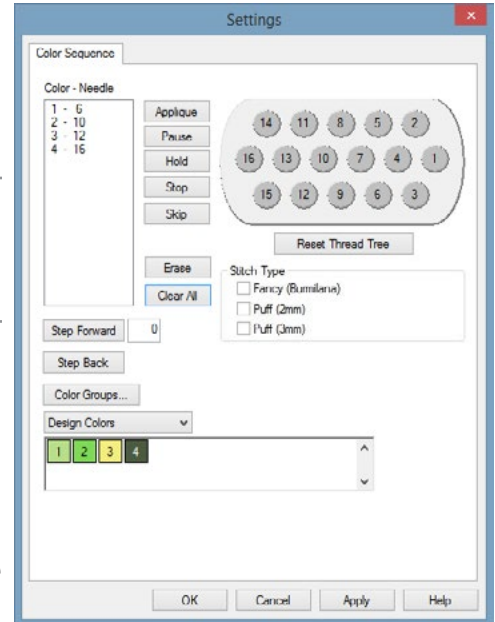 Settings
Color Sequence
Color - Needle
1 - 6
2 - 10
3 - 12
4 - 16
Applique
Pause
Hold
Stop
Skip
Erase
Clear All
14 11 8 5 2
16 13 10 7 4 1
15 12 9 6 3
Reset Thread Tree
Stitch Type
Fancy (Burmilana)
Puff (2mm)
Puff (3mm)
Step Forward 0
Step Back
Color Groups...
Design Colors
1 2 3 4
OK Cancel Apply Help